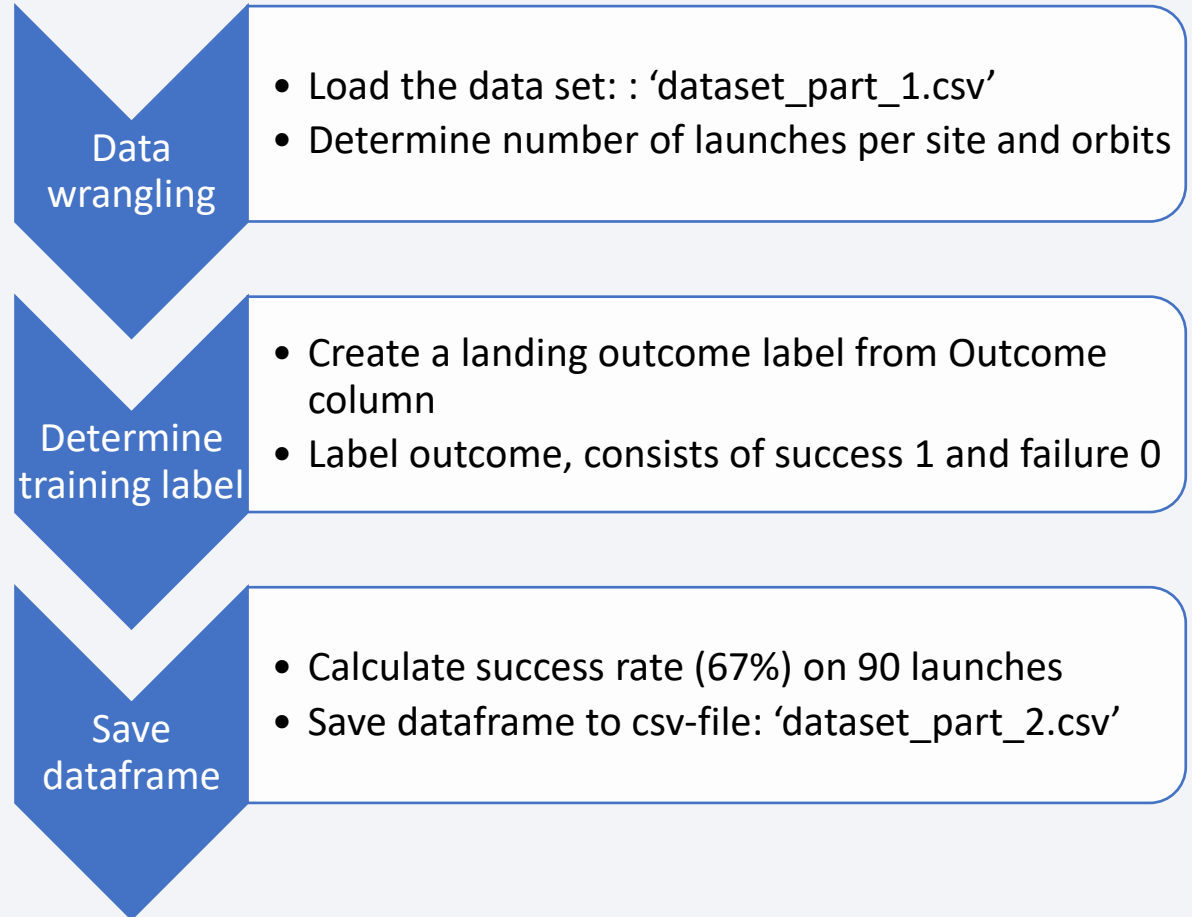 Data
wrangling
• Load the data set: : ‘dataset_part_1.csv’
• Determine number of launches per site and orbits
Determine
training label
• Create a landing outcome label from Outcome
column
• Label outcome, consists of success 1 and failure 0
Save
dataframe
• Calculate success rate (67%) on 90 launches
• Save dataframe to csv-file: ‘dataset_part_2.csv’